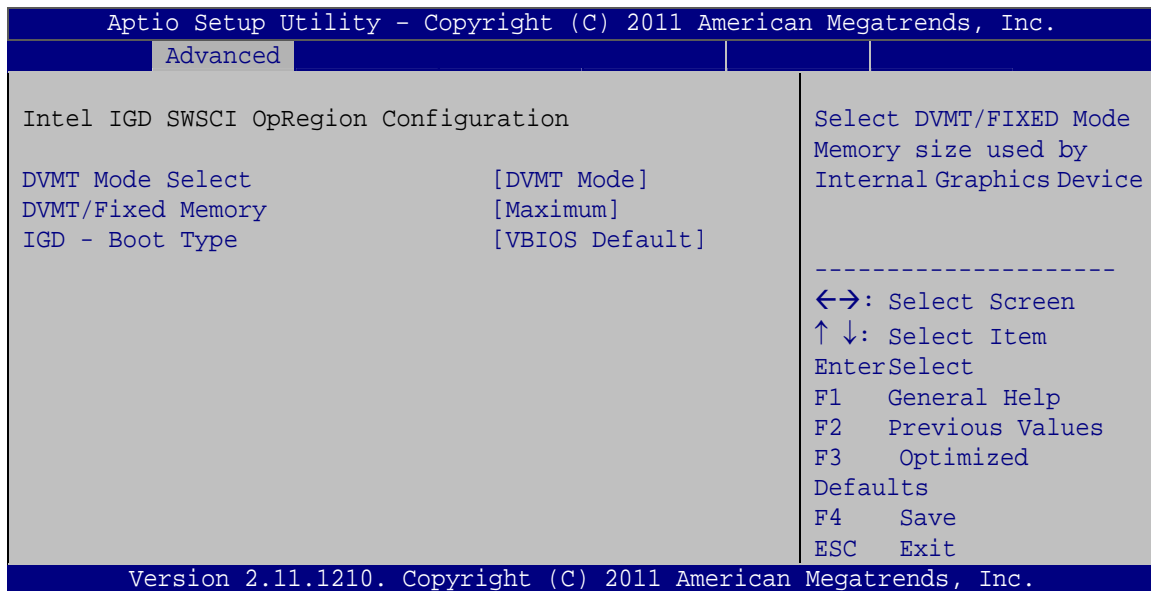 Aptio Setup Utility – Copyright (C) 2011 American Megatrends, Inc.
Advanced
Intel IGD SWSCI OpRegion Configuration
DVMT Mode Select [DVMT Mode]
DVMT/Fixed Memory [Maximum]
IGD - Boot Type [VBIOS Default]
Select DVMT/FIXED Mode
Memory size used by
Internal Graphics Device
---------------------
←→: Select Screen
↑ ↓: Select Item
EnterSelect
F1 General Help
F2 Previous Values
F3 Optimized
Defaults
F4 Save
ESC Exit
Version 2.11.1210. Copyright (C) 2011 American Megatrends, Inc.